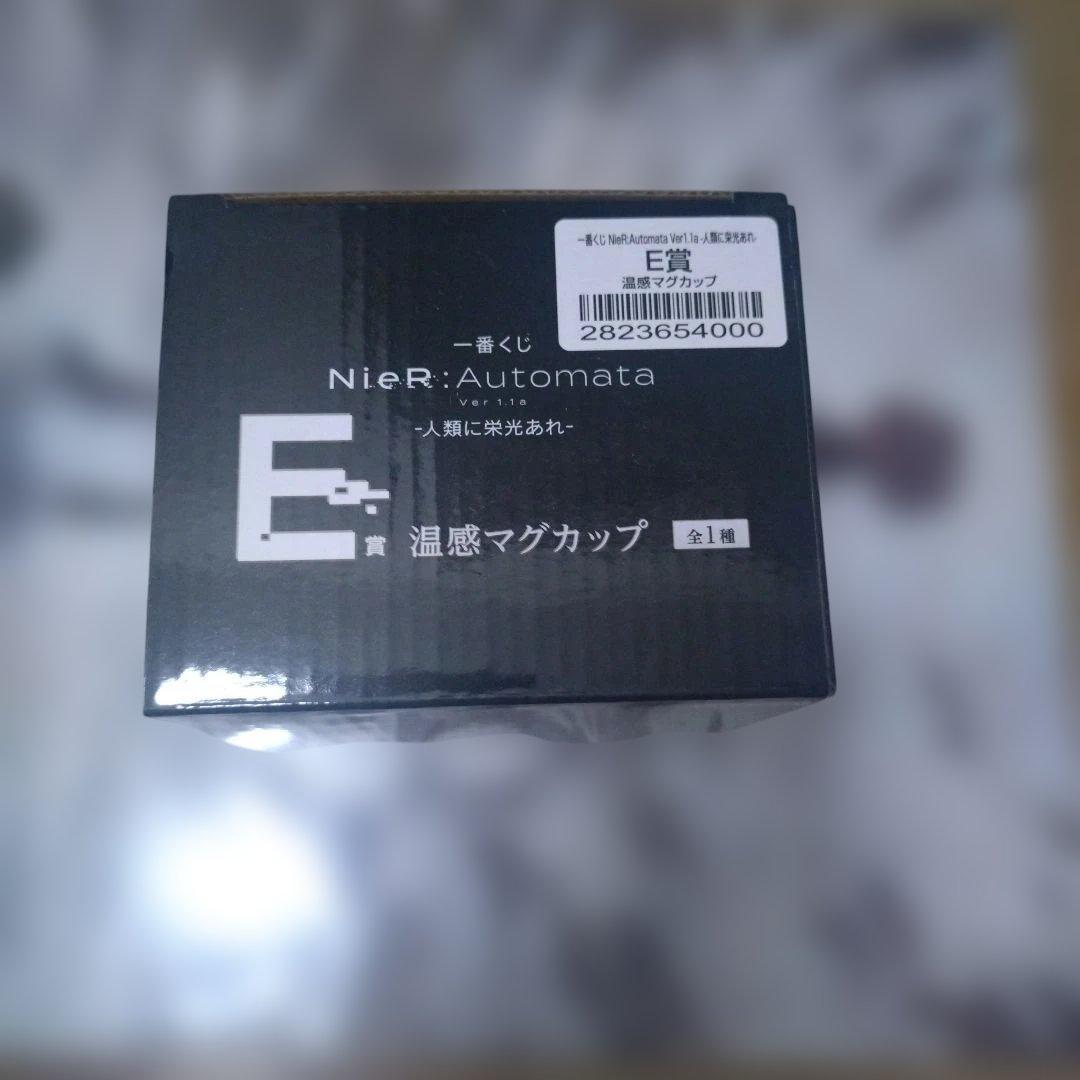 一番くじ NieR:Automata Ver1.1a -人類に栄光あれ-
E賞
温感マグカップ
2823654000
一番くじ
NieR:Automata
Ver 1.1a
-人類に栄光あれ-
E賞 温感マグカップ 全1種